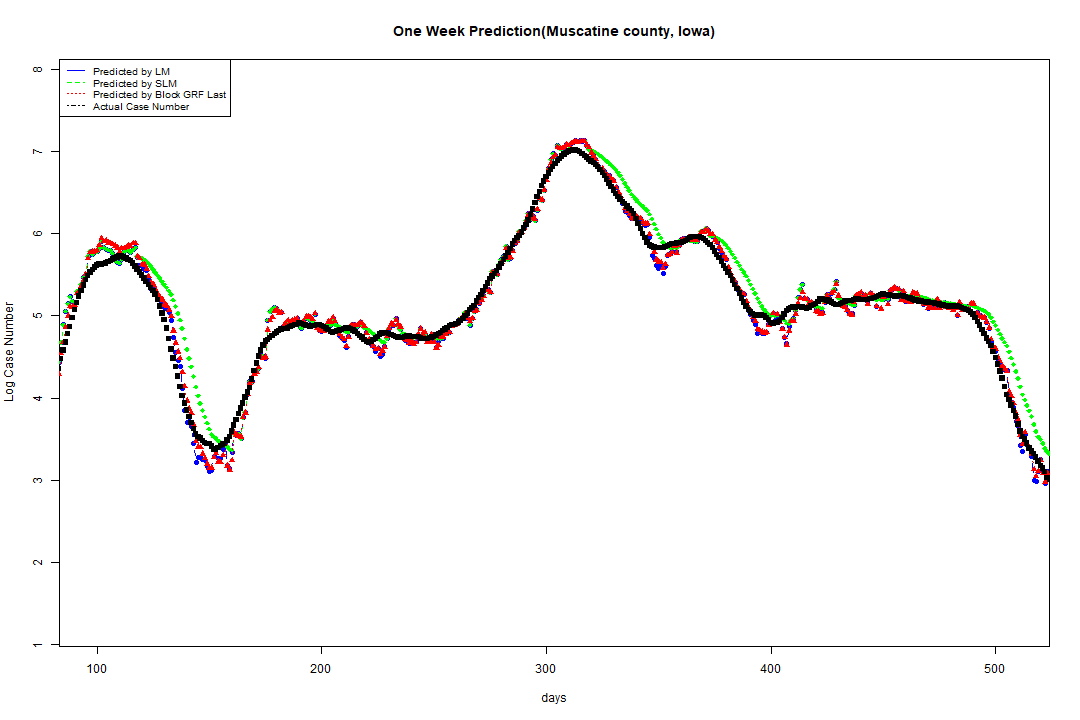 One Week Prediction(Muscatine county, Iowa)
Predicted by LM
Predicted by SLM
Predicted by Block GRF Last
Actual Case Number
Log Case Number
8
7
6
5
4
3
2
1
100 200 300 400 500
days